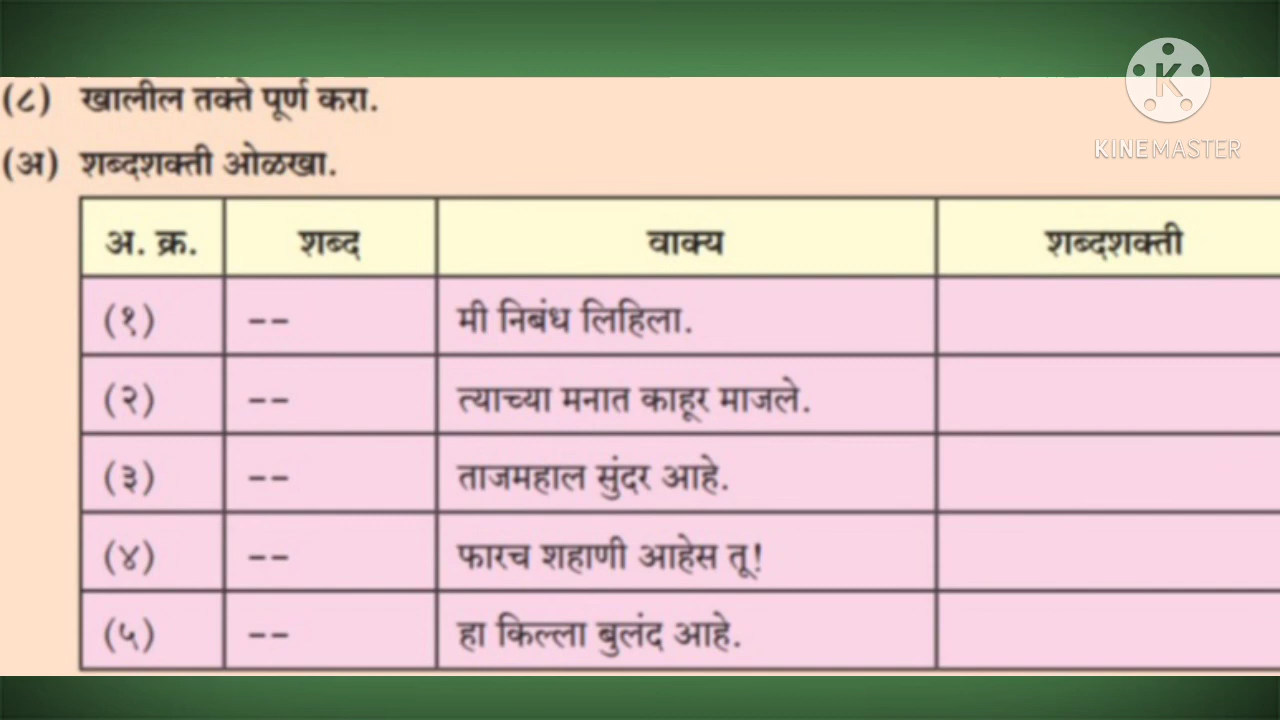 K
KINEMASTER
(८) खालील तक्ते पूर्ण करा.
(अ) शब्दशक्ती ओळखा.
अ. क्र. शब्द वाक्य शब्दशक्ती
(१) -- मी निबंध लिहिला.
(२) -- त्याच्या मनात काहूर माजले.
(३) -- ताजमहाल सुंदर आहे.
(४) -- फारच शहाणी आहेस तू!
(५) -- हा किल्ला बुलंद आहे.